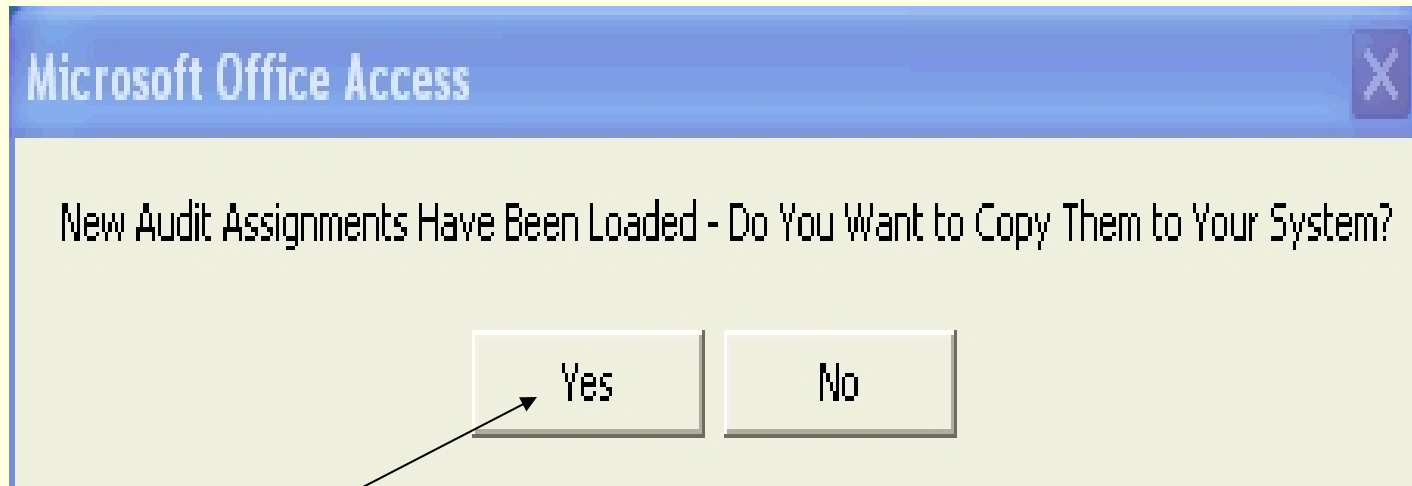 Microsoft Office Access
New Audit Assignments Have Been Loaded - Do You Want to Copy Them to Your System?
Yes No